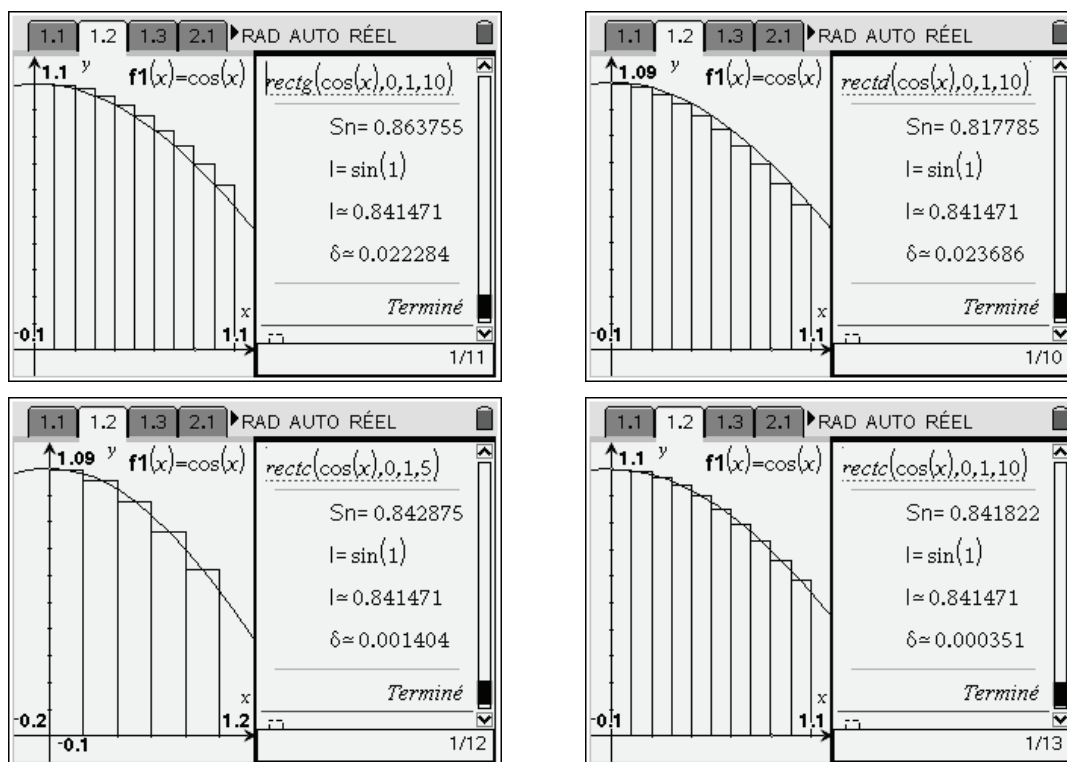 1.1 1.2 1.3 2.1 RAD AUTO RÉEL
1.1 y f1(x)=cos(x)
rectg(cos(x),0,1,10)
Sn= 0.863755
I= sin(1)
I≃0.841471
δ≃0.022284
Terminé
x
-0.1 1.1
1/11
1.1 1.2 1.3 2.1 RAD AUTO RÉEL
1.09 y f1(x)=cos(x)
rectd(cos(x),0,1,10)
Sn= 0.817785
I= sin(1)
I≃0.841471
δ≃0.023686
Terminé
x
-0.1 1.1
1/10
1.1 1.2 1.3 2.1 RAD AUTO RÉEL
1.09 y f1(x)=cos(x)
rectc(cos(x),0,1,5)
Sn= 0.842875
I= sin(1)
I≃0.841471
δ≃0.001404
Terminé
x
-0.2 1.2
-0.1
1/12
1.1 1.2 1.3 2.1 RAD AUTO RÉEL
1.1 y f1(x)=cos(x)
rectc(cos(x),0,1,10)
Sn= 0.841822
I= sin(1)
I≃0.841471
δ≃0.000351
Terminé
x
-0.1 1.1
1/13